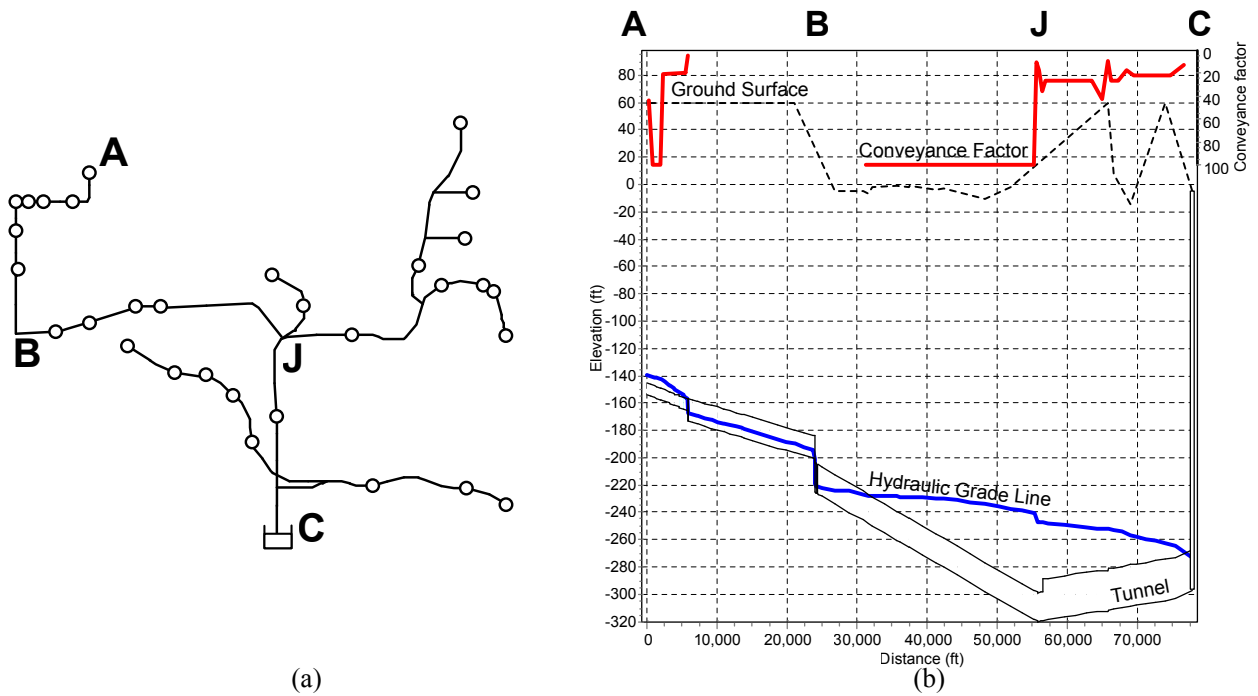 A
B
J
C
(a)
A B J C
80
60
40
20
0
-20
-40
-60
-80
-100
-120
-140
-160
-180
-200
-220
-240
-260
-280
-300
-320
Elevation (ft)
0
20
40
60
80
100
Conveyance factor
Ground Surface
Conveyance Factor
Hydraulic Grade Line
Tunnel
0 10,000 20,000 30,000 40,000 50,000 60,000 70,000
Distance (ft)
(b)